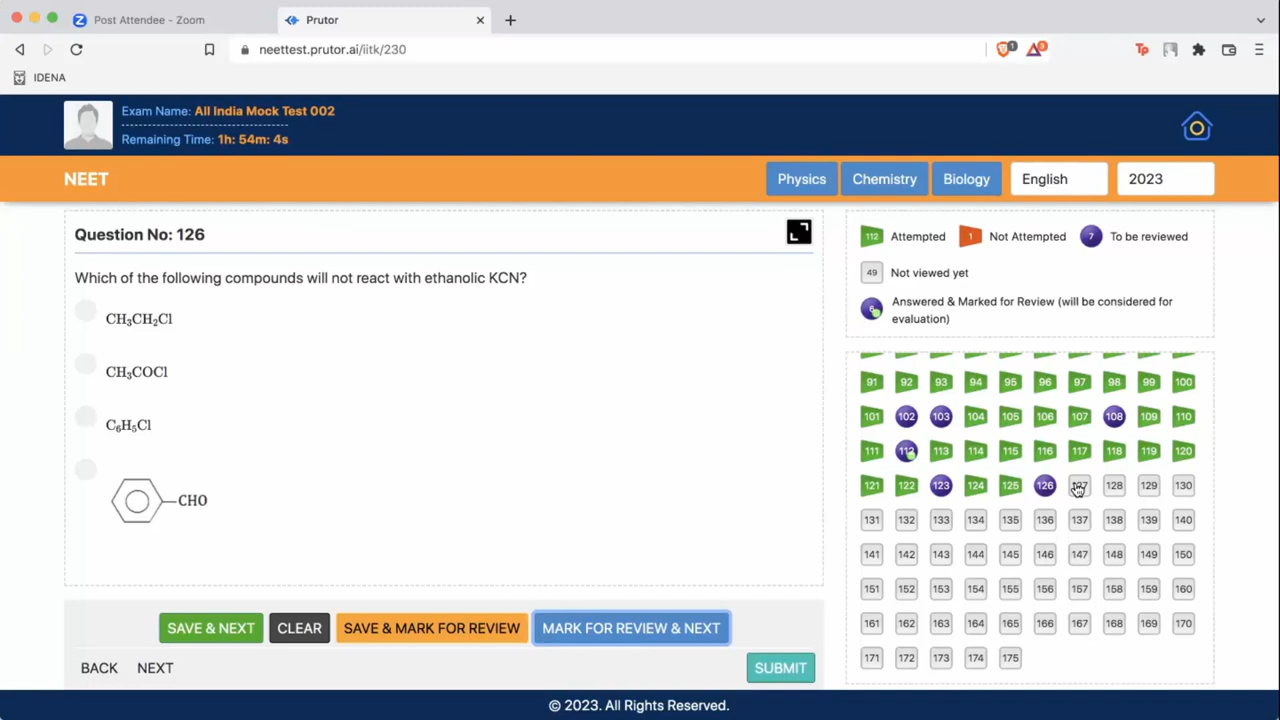 Post Attendee - Zoom
Prutor
neettest.prutor.ai/iitk/230
1
3
Tp
IDENA
Exam Name: All India Mock Test 002
Remaining Time: 1h: 54m: 4s
NEET
Physics
Chemistry
Biology
English
2023
Question No: 126
Which of the following compounds will not react with ethanolic KCN?
CH₃CH₂Cl
CH₃COCl
C₆H₅Cl
CHO
SAVE & NEXT
CLEAR
SAVE & MARK FOR REVIEW
MARK FOR REVIEW & NEXT
BACK
NEXT
SUBMIT
112 Attempted
1 Not Attempted
7 To be reviewed
49 Not viewed yet
Answered & Marked for Review (will be considered for
evaluation)
91 92 93 94 95 96 97 98 99 100
101 102 103 104 105 106 107 108 109 110
111 112 113 114 115 116 117 118 119 120
121 122 123 124 125 126 127 128 129 130
131 132 133 134 135 136 137 138 139 140
141 142 143 144 145 146 147 148 149 150
151 152 153 154 155 156 157 158 159 160
161 162 163 164 165 166 167 168 169 170
171 172 173 174 175
© 2023. All Rights Reserved.